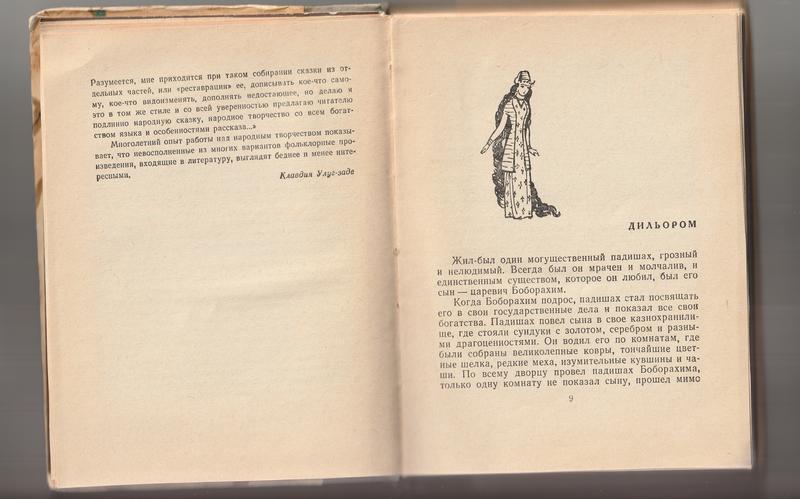 Разумеется, мне приходится при таком собирании сказки из от-
дельных частей, или «реставрации» ее, дописывать кое-что само-
му, кое-что видоизменять, дополнять недостающее, но делаю я
это в том же стиле и со всей уверенностью предлагаю читателю
подлинно народную сказку, народное творчество со всем богат-
ством языка и особенностями рассказа...»
Многолетний опыт работы над народным творчеством показы-
вает, что невосполненные из многих вариантов фольклорные про-
изведения, входящие в литературу, выглядят беднее и менее инте-
ресными.
Клавдия Улуг-заде
ДИЛЬОРОМ
Жил-был один могущественный падишах, грозный
и нелюдимый. Всегда был он мрачен и молчалив, и
единственным существом, которое он любил, был его
сын — царевич Боборахим.
Когда Боборахим подрос, падишах стал посвящать
его в свои государственные дела и показал все свои
богатства. Падишах повел сына в свое казнохранили-
ще, где стояли сундуки с золотом, серебром и разны-
ми драгоценностями. Он водил его по комнатам, где
были собраны великолепные ковры, тончайшие цвет-
ные шелка, редкие меха, изумительные кувшины и ча-
ши. По всему дворцу провел падишах Боборахима,
только одну комнату не показал сыну, прошел мимо
9